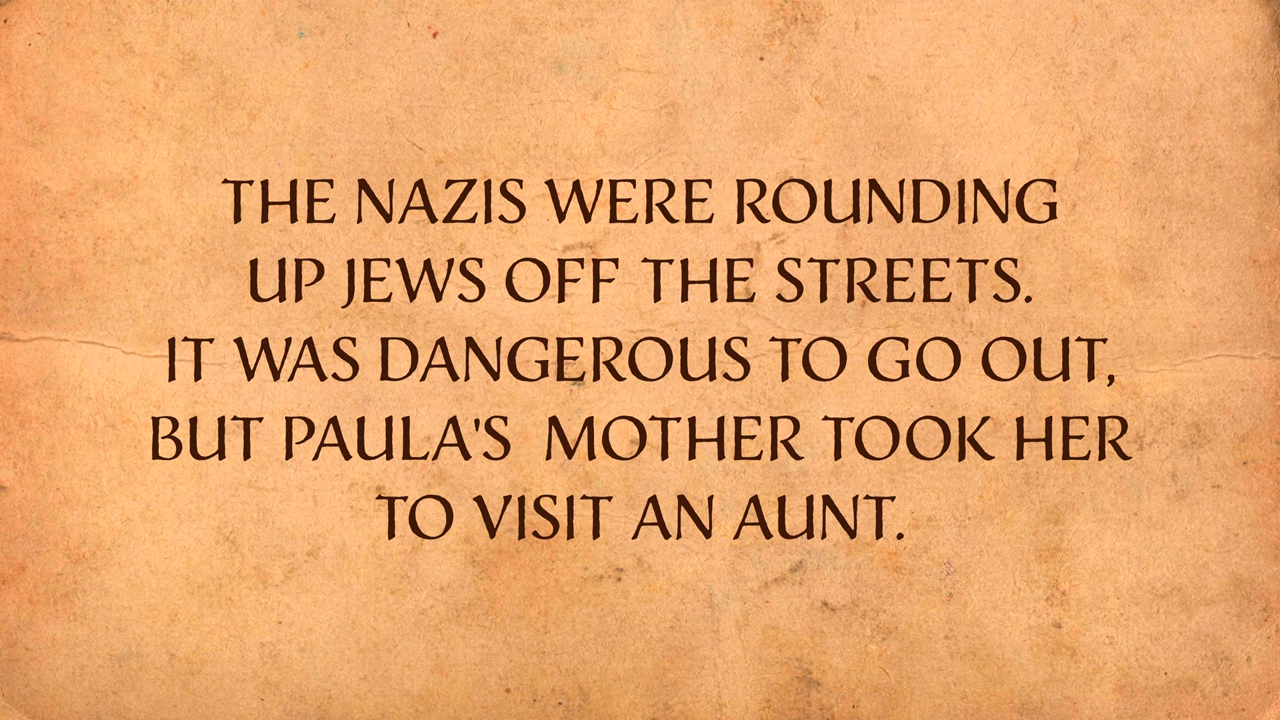 THE NAZIS WERE ROUNDING
UP JEWS OFF THE STREETS.
IT WAS DANGEROUS TO GO OUT,
BUT PAULA'S  MOTHER TOOK HER
TO VISIT AN AUNT.